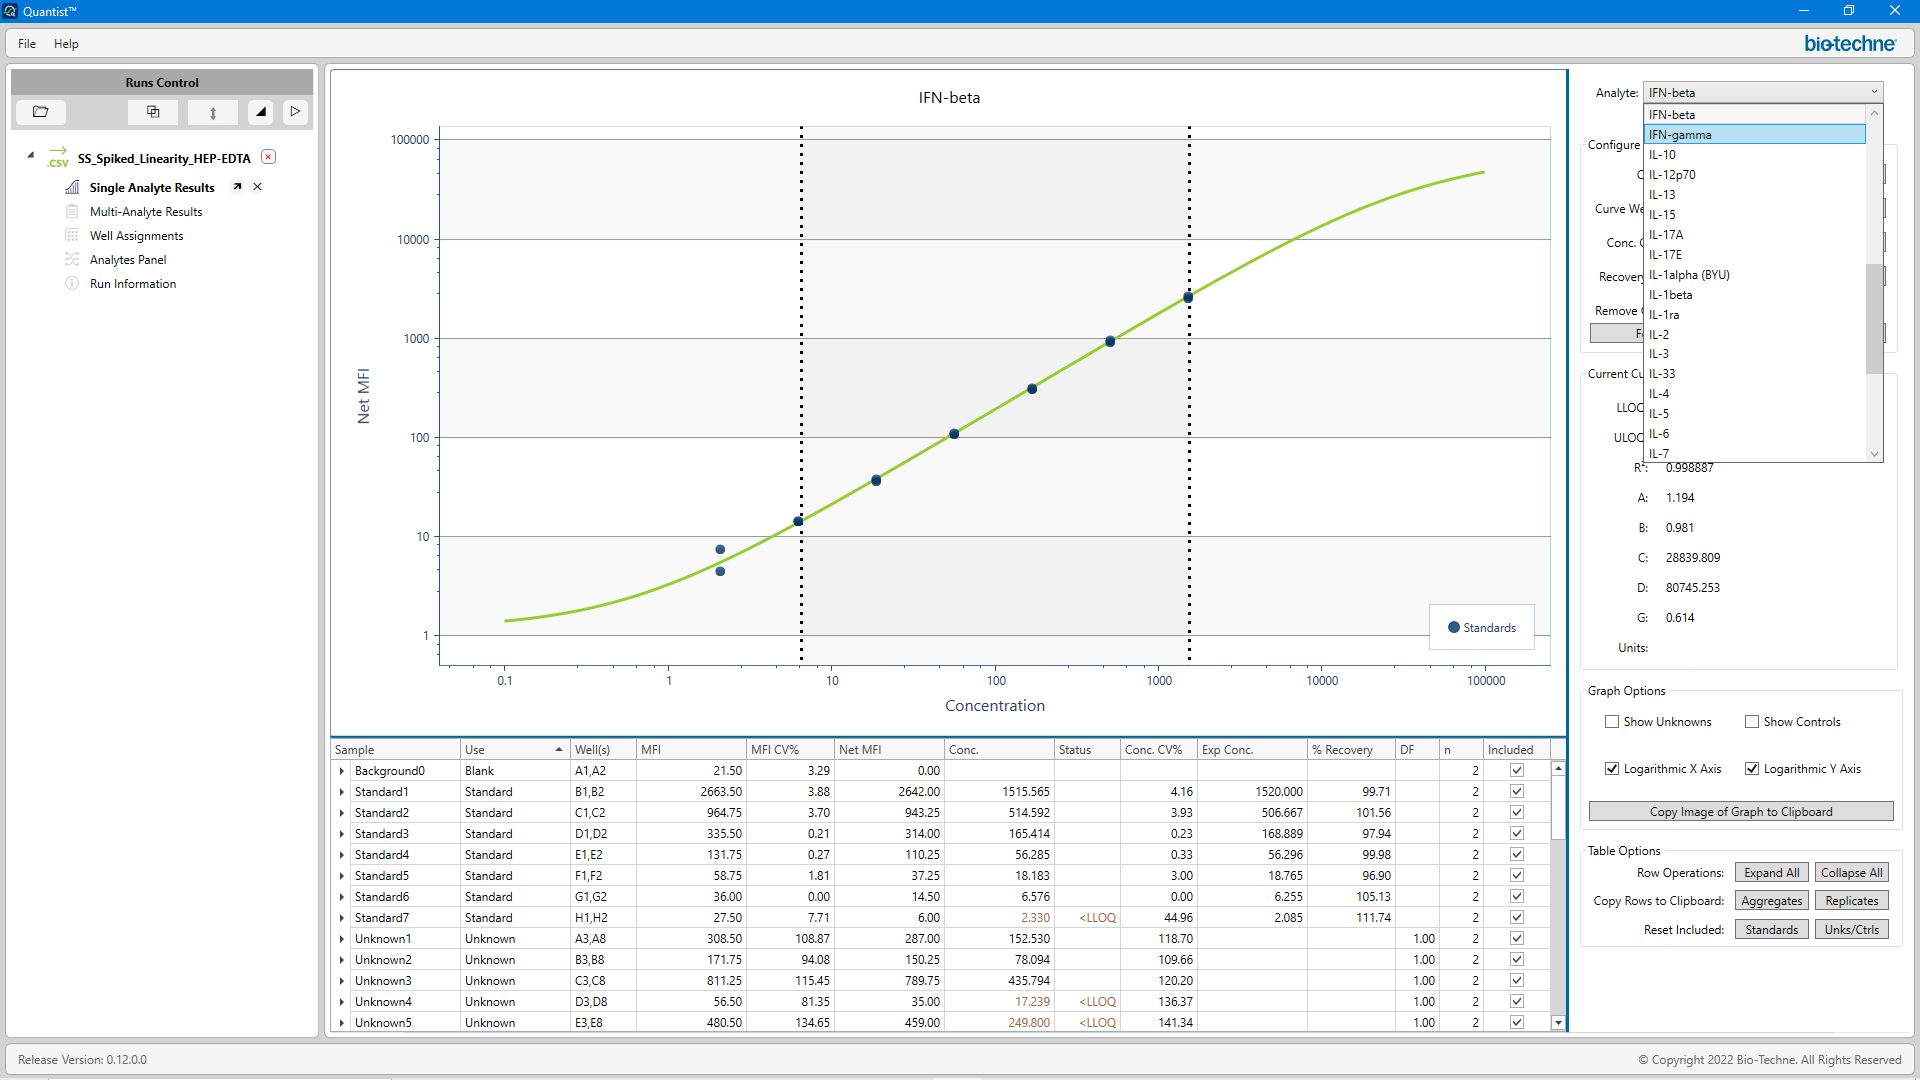 Quantist™
File Help
bio-techne
Runs Control
SS_Spiked_Linearity_HEP-EDTA
.csv
Single Analyte Results
Multi-Analyte Results
Well Assignments
Analytes Panel
Run Information
IFN-beta
100000
10000
1000
100
10
1
Net MFI
0.1 1 10 100 1000 10000 100000
Concentration
Standards
Analyte: IFN-beta
IFN-beta
IFN-gamma
IL-10
IL-12p70
IL-13
IL-15
IL-17A
IL-17E
IL-1alpha (BYU)
IL-1beta
IL-1ra
IL-2
IL-3
IL-33
IL-4
IL-5
IL-6
IL-7
Configure
C
Curve We
Conc. C
Recovery
Remove
F
Current Cu
LLOQ
ULOQ
R²: 0.998887
A: 1.194
B: 0.981
C: 28839.809
D: 80745.253
G: 0.614
Units:
Graph Options
Show Unknowns Show Controls
Logarithmic X Axis Logarithmic Y Axis
Copy Image of Graph to Clipboard
Table Options
Row Operations: Expand All Collapse All
Copy Rows to Clipboard: Aggregates Replicates
Reset Included: Standards Unks/Ctrls
Sample Use Well(s) MFI MFI CV% Net MFI Conc. Status Conc. CV% Exp Conc. % Recovery DF n Included
Background0 Blank A1,A2 21.50 3.29 0.00 2
Standard1 Standard B1,B2 2663.50 3.88 2642.00 1515.565 4.16 1520.000 99.71 2
Standard2 Standard C1,C2 964.75 3.70 943.25 514.592 3.93 506.667 101.56 2
Standard3 Standard D1,D2 335.50 0.21 314.00 165.414 0.23 168.889 97.94 2
Standard4 Standard E1,E2 131.75 0.27 110.25 56.285 0.33 56.296 99.98 2
Standard5 Standard F1,F2 58.75 1.81 37.25 18.183 3.00 18.765 96.90 2
Standard6 Standard G1,G2 36.00 0.00 14.50 6.576 0.00 6.255 105.13 2
Standard7 Standard H1,H2 27.50 7.71 6.00 2.330 <LLOQ 44.96 2.085 111.74 2
Unknown1 Unknown A3,A8 308.50 108.87 287.00 152.530 118.70 1.00 2
Unknown2 Unknown B3,B8 171.75 94.08 150.25 78.094 109.66 1.00 2
Unknown3 Unknown C3,C8 811.25 115.45 789.75 435.794 120.20 1.00 2
Unknown4 Unknown D3,D8 56.50 81.35 35.00 17.239 <LLOQ 136.37 1.00 2
Unknown5 Unknown E3,E8 480.50 134.65 459.00 249.800 <LLOQ 141.34 1.00 2
Release Version: 0.12.0.0
© Copyright 2022 Bio-Techne. All Rights Reserved